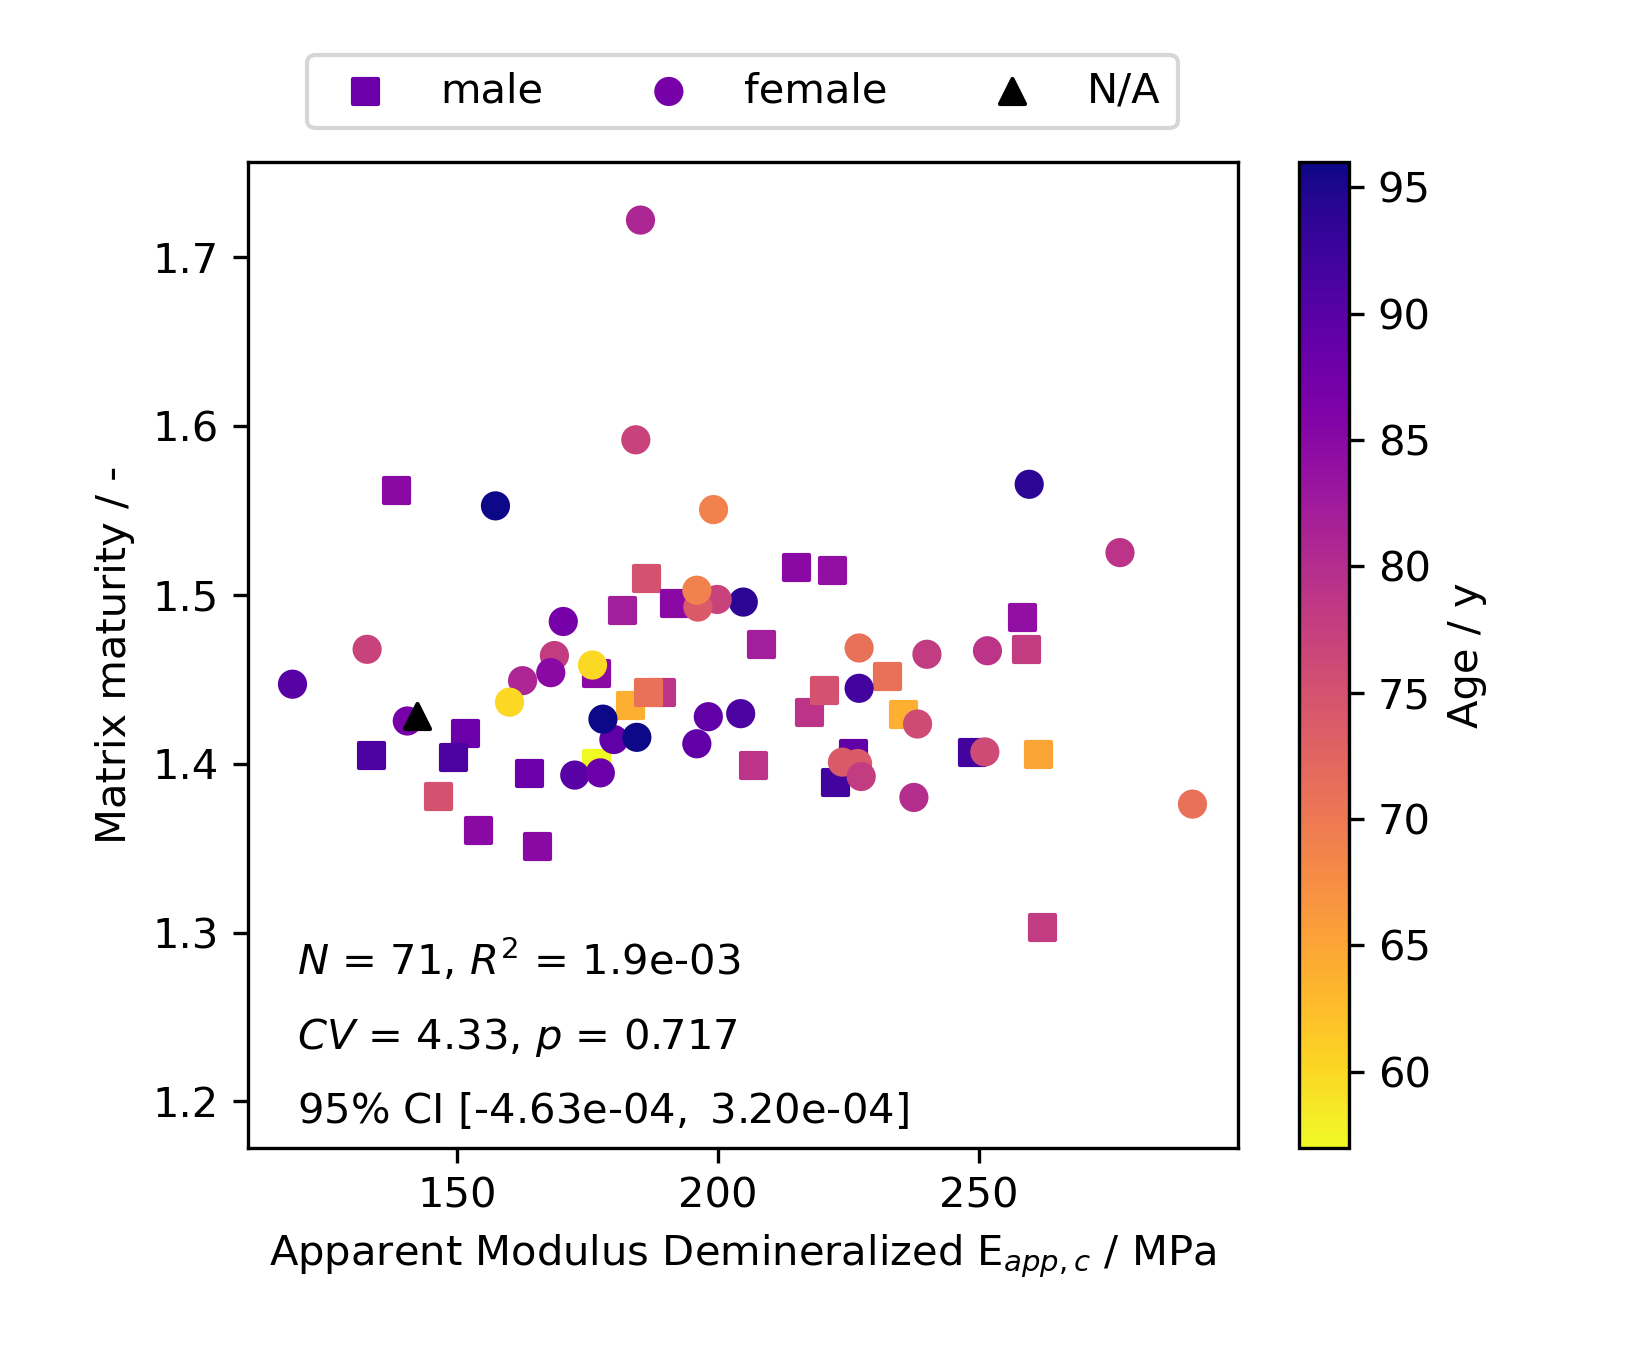 male female N/A
1.7
1.6
1.5
1.4
1.3
1.2
Matrix maturity / -
N = 71, R² = 1.9e-03
CV = 4.33, p = 0.717
95% CI [-4.63e-04, 3.20e-04]
150 200 250
Apparent Modulus Demineralized E_{app, c} / MPa
95
90
85
80
75
70
65
60
Age / y